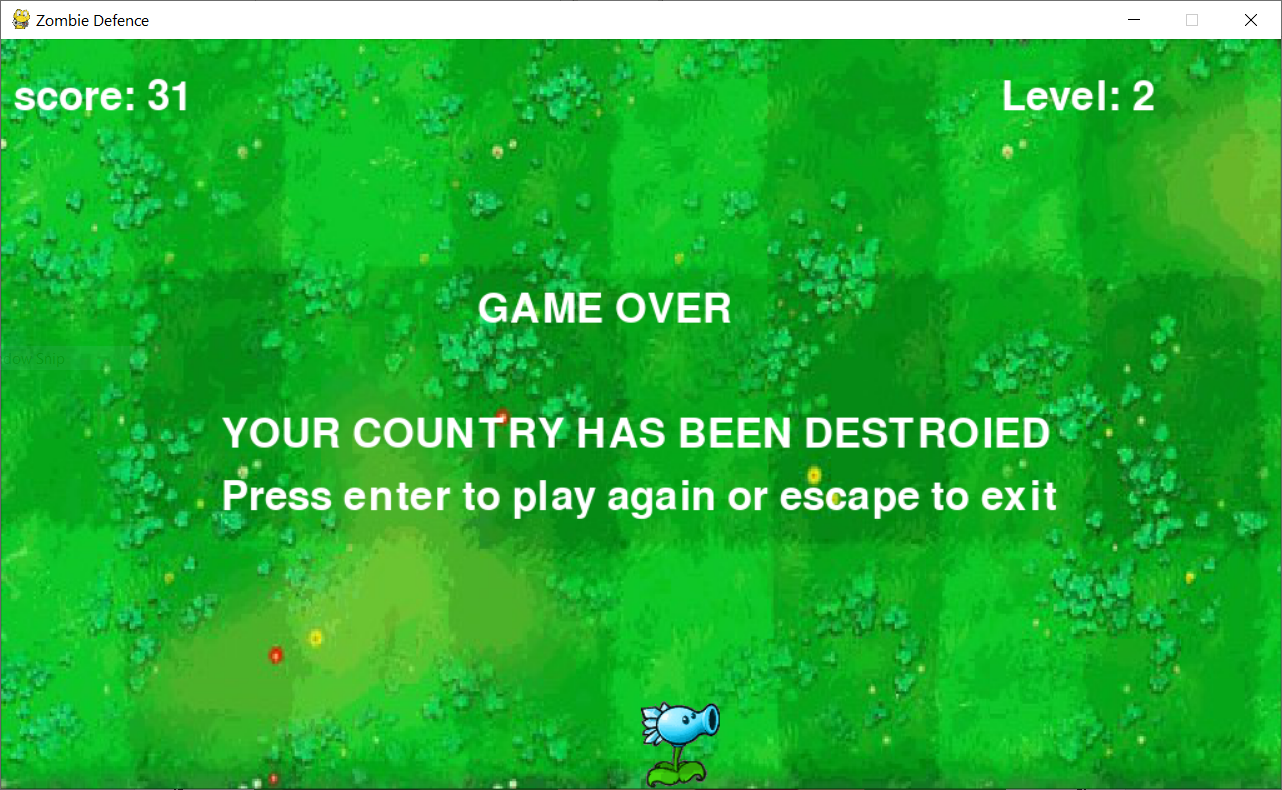 Zombie Defence
score: 31
Level: 2
GAME OVER
YOUR COUNTRY HAS BEEN DESTROIED
Press enter to play again or escape to exit